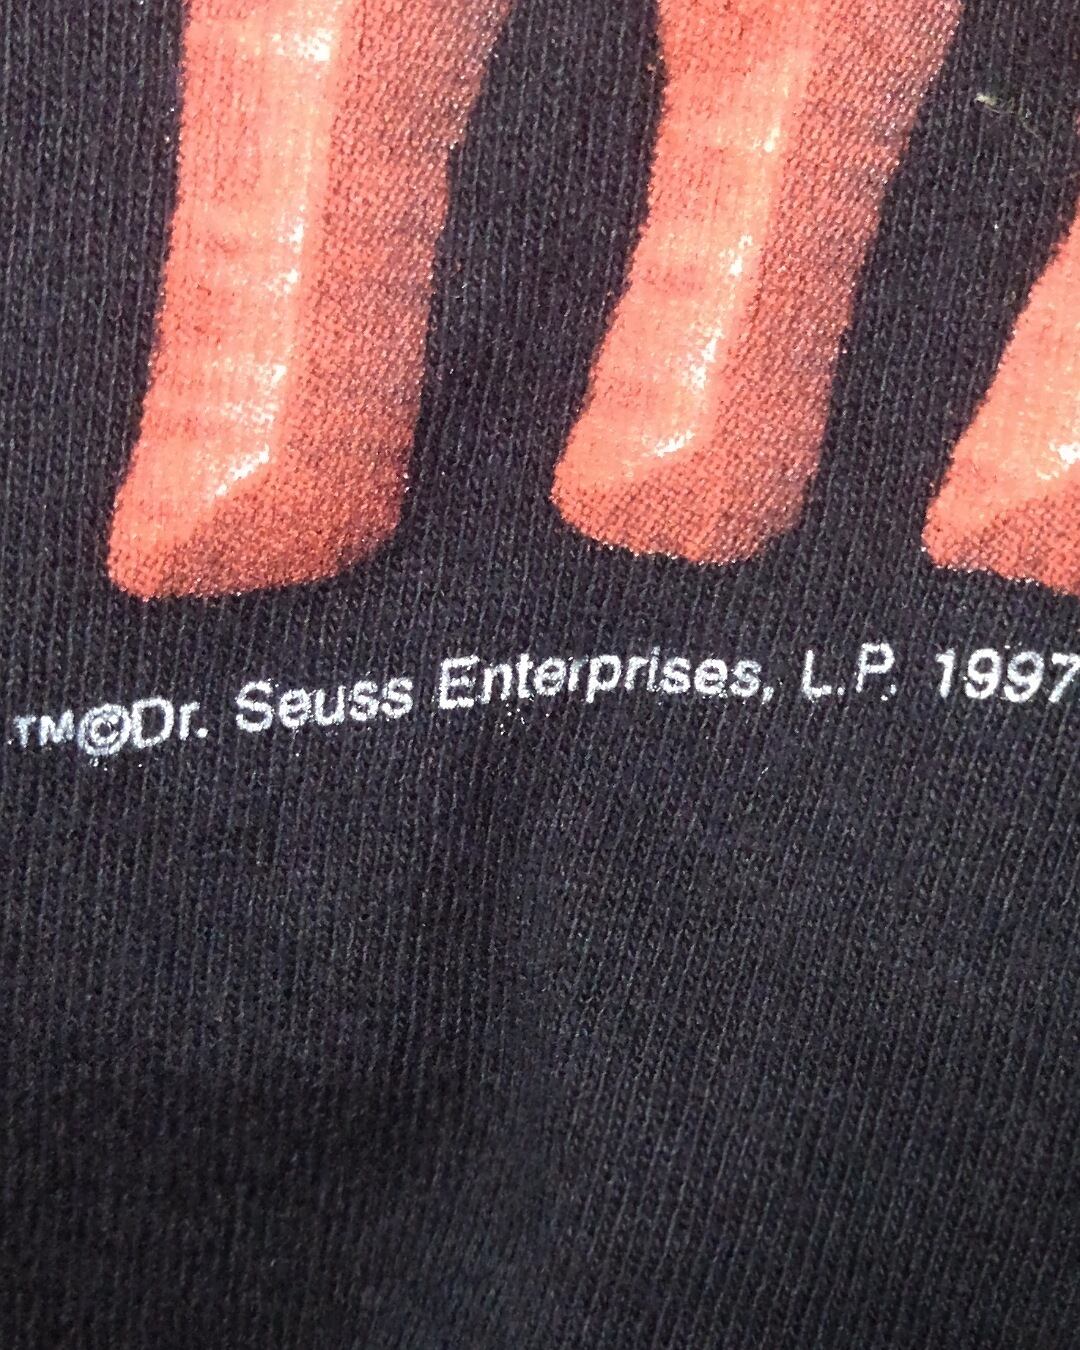 ™©Dr. Seuss Enterprises, L.P. 1997